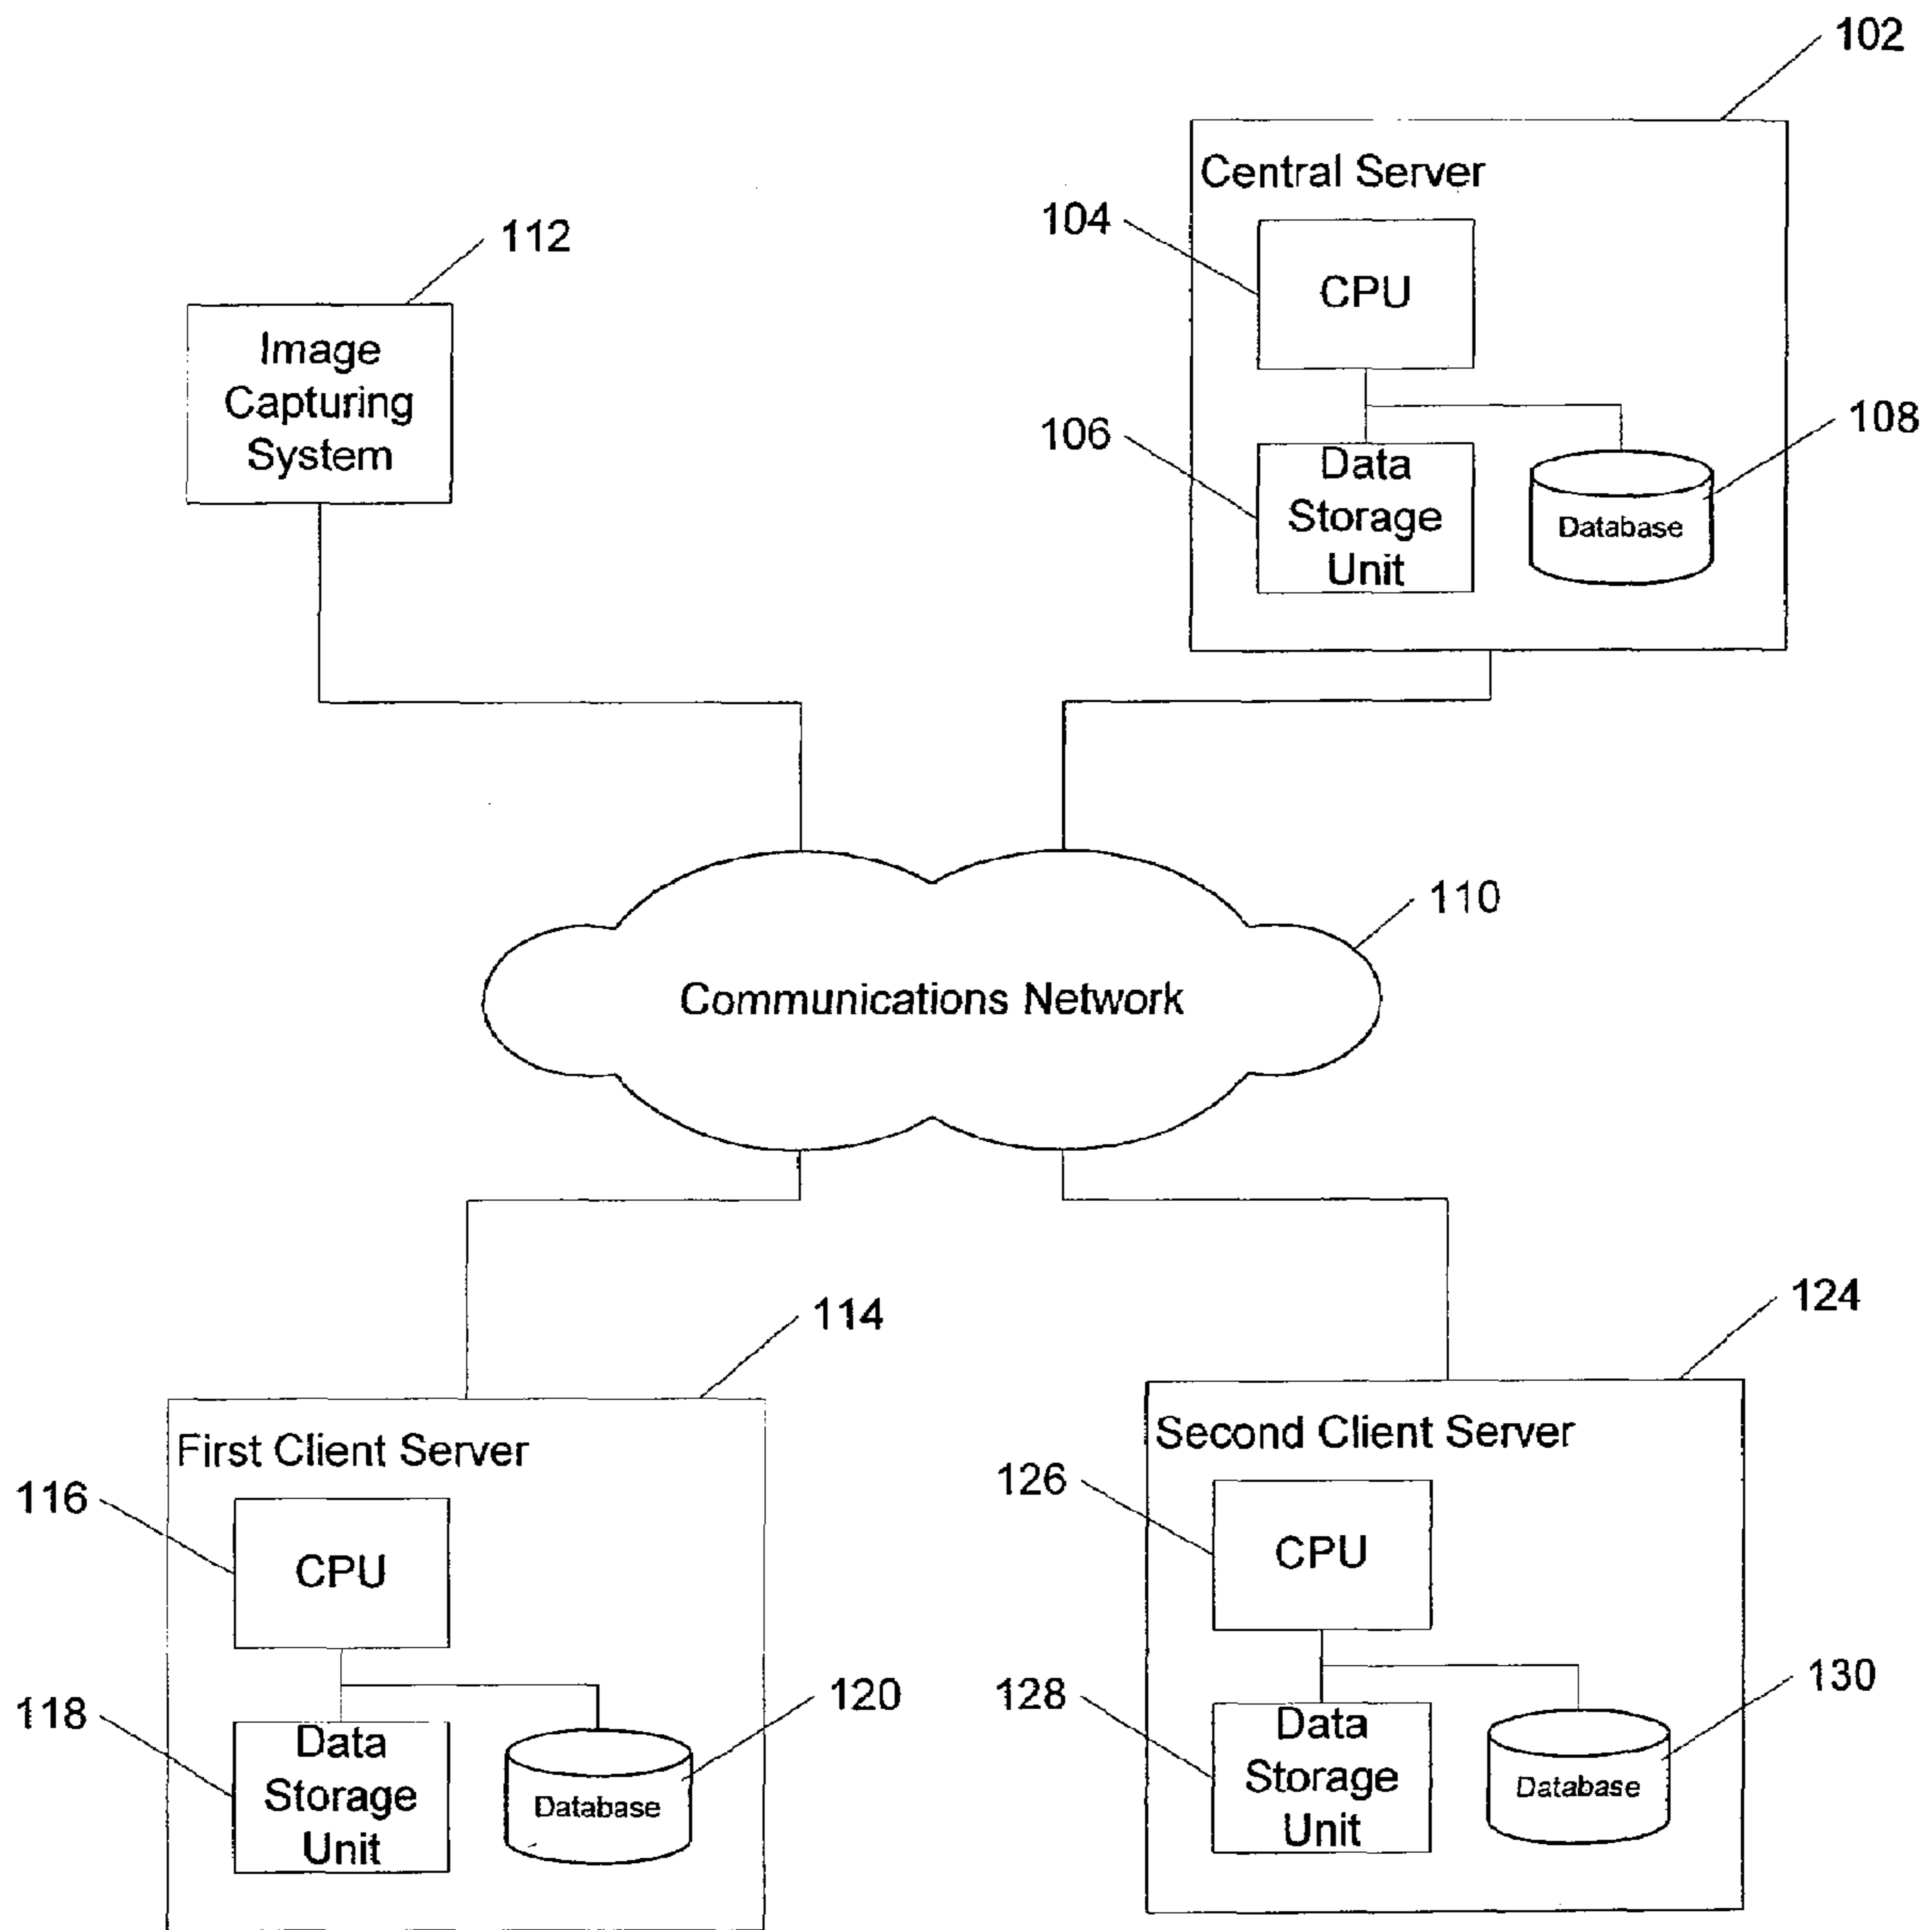 102
Central Server
104
CPU
112
Image
Capturing
System
106
Data
Storage
Unit
108
Database
110
Communications Network
114
First Client Server
116
CPU
118
Data
Storage
Unit
120
Database
124
Second Client Server
126
CPU
128
Data
Storage
Unit
130
Database